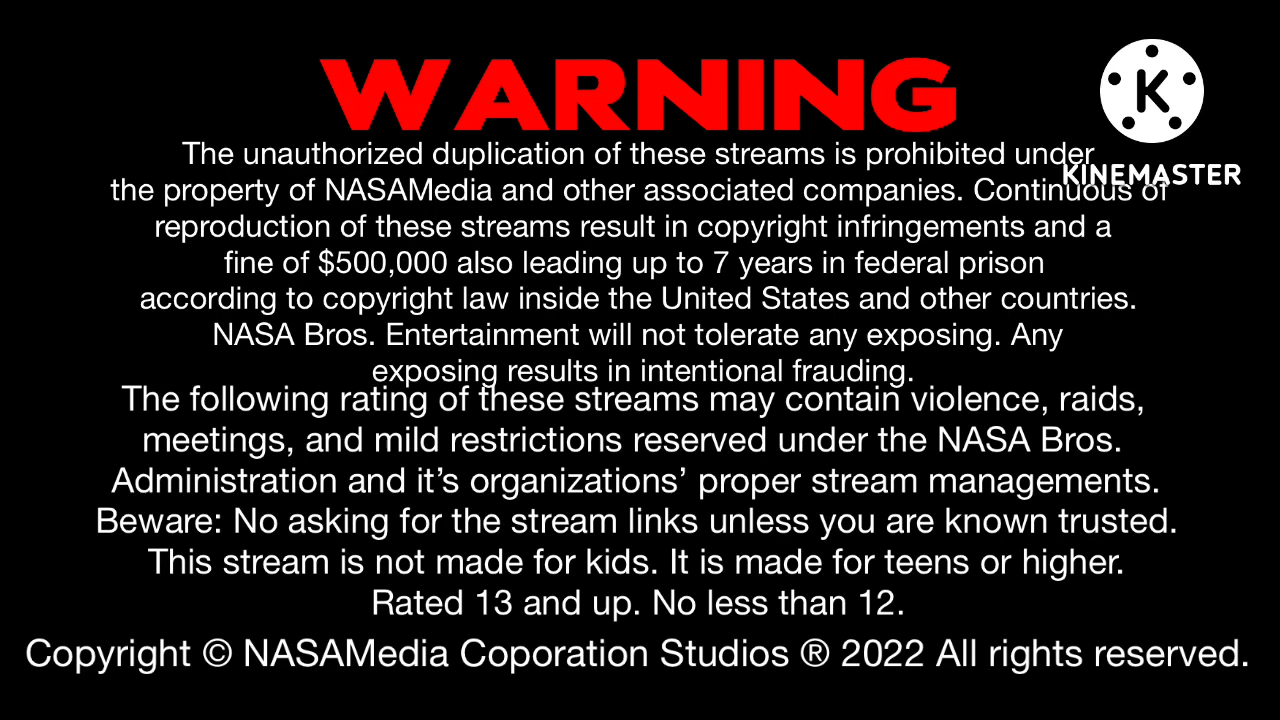 WARNING
K
KINEMASTER
The unauthorized duplication of these streams is prohibited under
the property of NASAMedia and other associated companies. Continuous of
reproduction of these streams result in copyright infringements and a
fine of $500,000 also leading up to 7 years in federal prison
according to copyright law inside the United States and other countries.
NASA Bros. Entertainment will not tolerate any exposing. Any
exposing results in intentional frauding.
The following rating of these streams may contain violence, raids,
meetings, and mild restrictions reserved under the NASA Bros.
Administration and it’s organizations’ proper stream managements.
Beware: No asking for the stream links unless you are known trusted.
This stream is not made for kids. It is made for teens or higher.
Rated 13 and up. No less than 12.
Copyright © NASAMedia Coporation Studios ® 2022 All rights reserved.